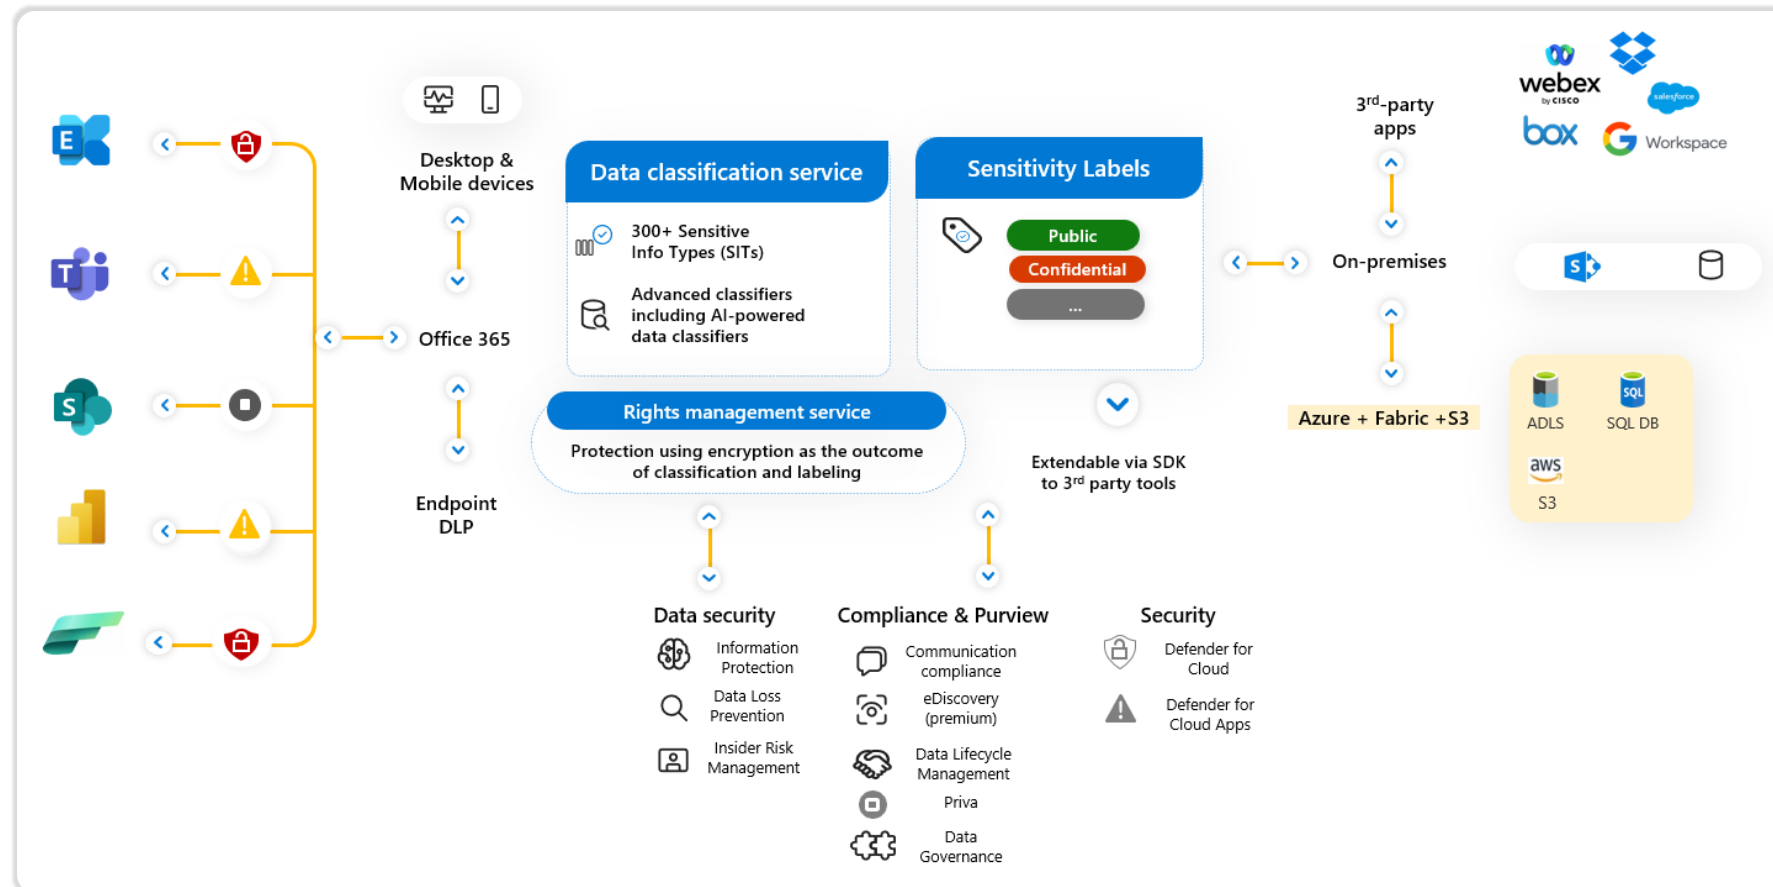 E
T
S
Desktop &
Mobile devices
Office 365
Endpoint
DLP
Data classification service
300+ Sensitive
Info Types (SITs)
Advanced classifiers
including AI-powered
data classifiers
Sensitivity Labels
Public
Confidential
...
Rights management service
Protection using encryption as the outcome
of classification and labeling
Extendable via SDK
to 3rd party tools
3rd-party
apps
On-premises
Azure + Fabric +S3
webex
by CISCO
salesforce
box
G Workspace
S
ADLS
SQL
SQL DB
aws
S3
Data security
Information
Protection
Data Loss
Prevention
Insider Risk
Management
Compliance & Purview
Communication
compliance
eDiscovery
(premium)
Data Lifecycle
Management
Priva
Data
Governance
Security
Defender for
Cloud
Defender for
Cloud Apps